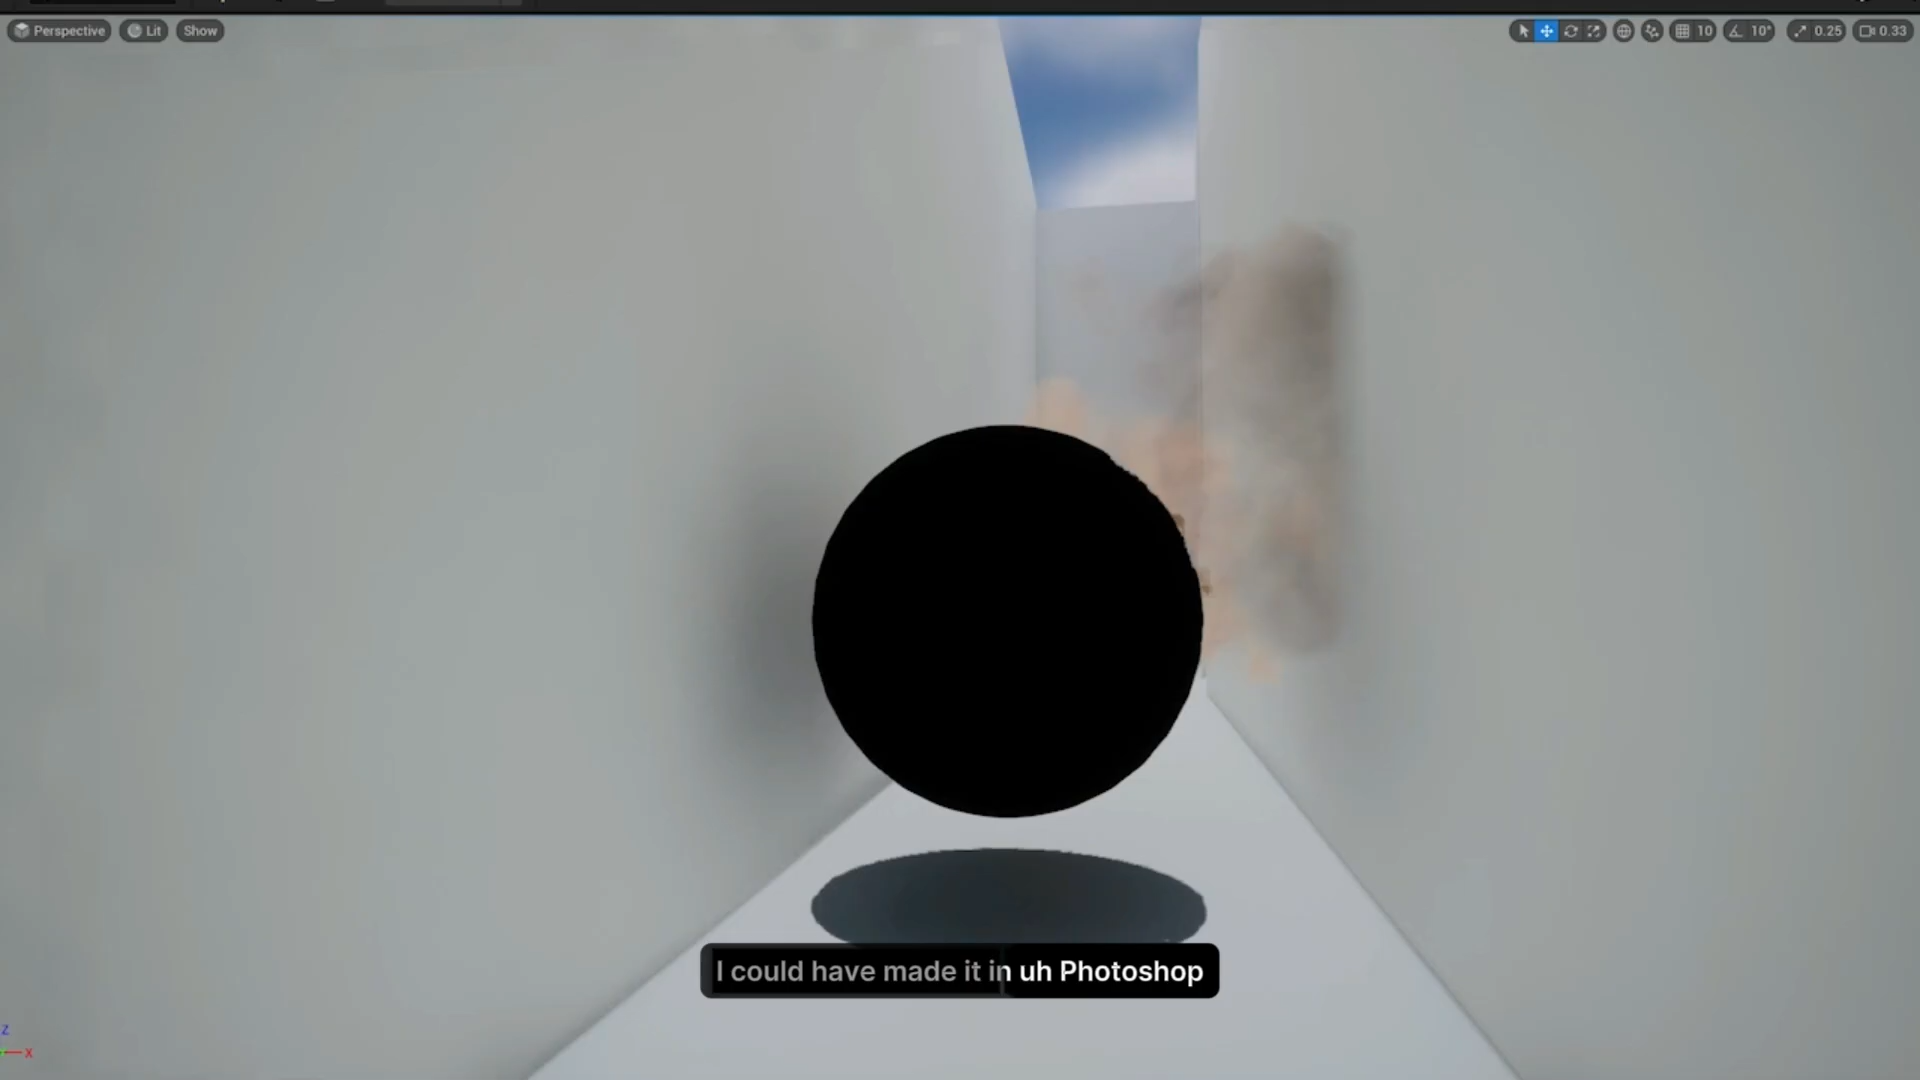 Perspective Lit Show 10 10° 0.25 0.33
I could have made it in uh Photoshop
Z
X